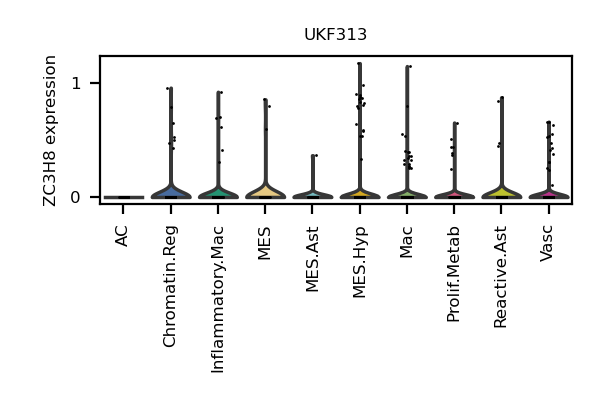 UKF313
ZC3H8 expression
1
0
AC
Chromatin.Reg
Inflammatory.Mac
MES
MES.Ast
MES.Hyp
Mac
Prolif.Metab
Reactive.Ast
Vasc